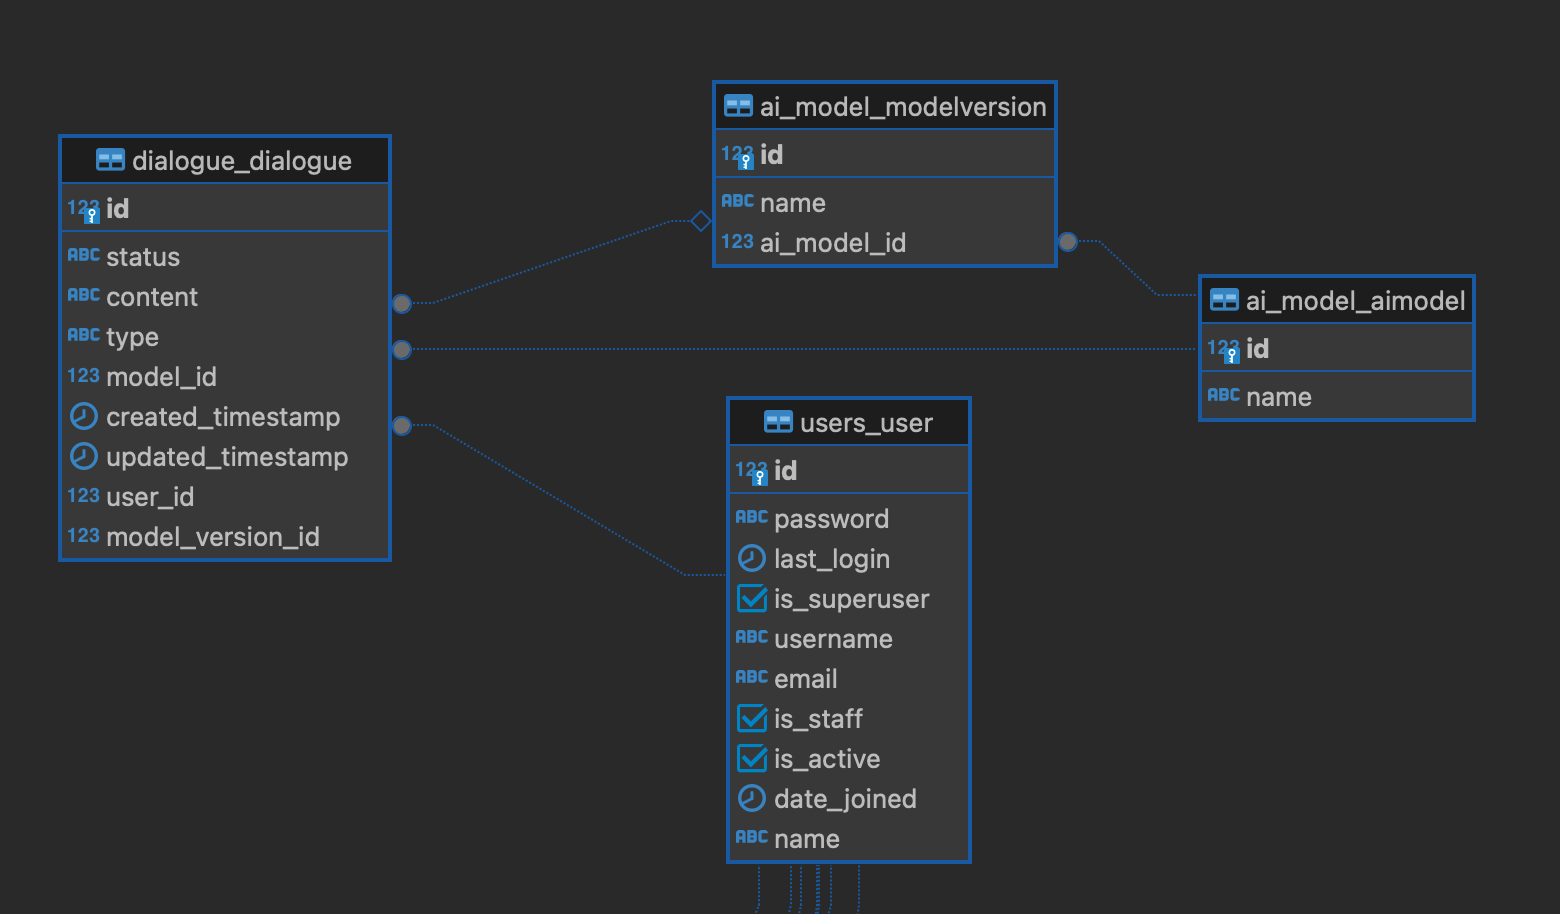 dialogue_dialogue
123 id
ABC status
ABC content
ABC type
123 model_id
created_timestamp
updated_timestamp
123 user_id
123 model_version_id
ai_model_modelversion
123 id
ABC name
123 ai_model_id
users_user
123 id
ABC password
last_login
is_superuser
ABC username
ABC email
is_staff
is_active
date_joined
ABC name
ai_model_aimodel
123 id
ABC name